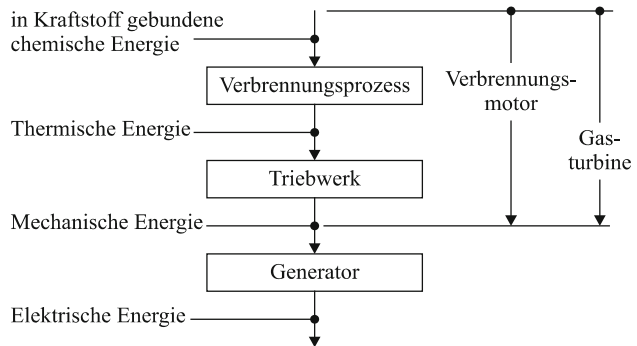 in Kraftstoff gebundene
chemische Energie
Verbrennungsprozess
Verbrennungs-
motor
Thermische Energie
Gas-
turbine
Triebwerk
Mechanische Energie
Generator
Elektrische Energie